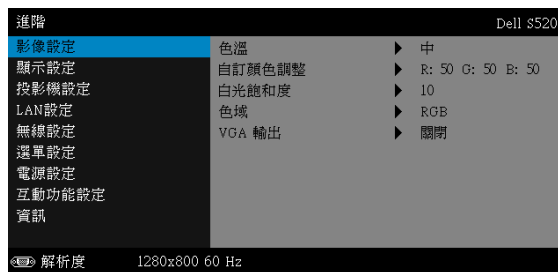 進階 Dell S520
影像設定 色溫 中
顯示設定 自訂顏色調整 R: 50 G: 50 B: 50
投影機設定 白光飽和度 10
LAN設定 色域 RGB
無線設定 VGA 輸出 關閉
選單設定
電源設定
互動功能設定
資訊
解析度 1280x800 60 Hz